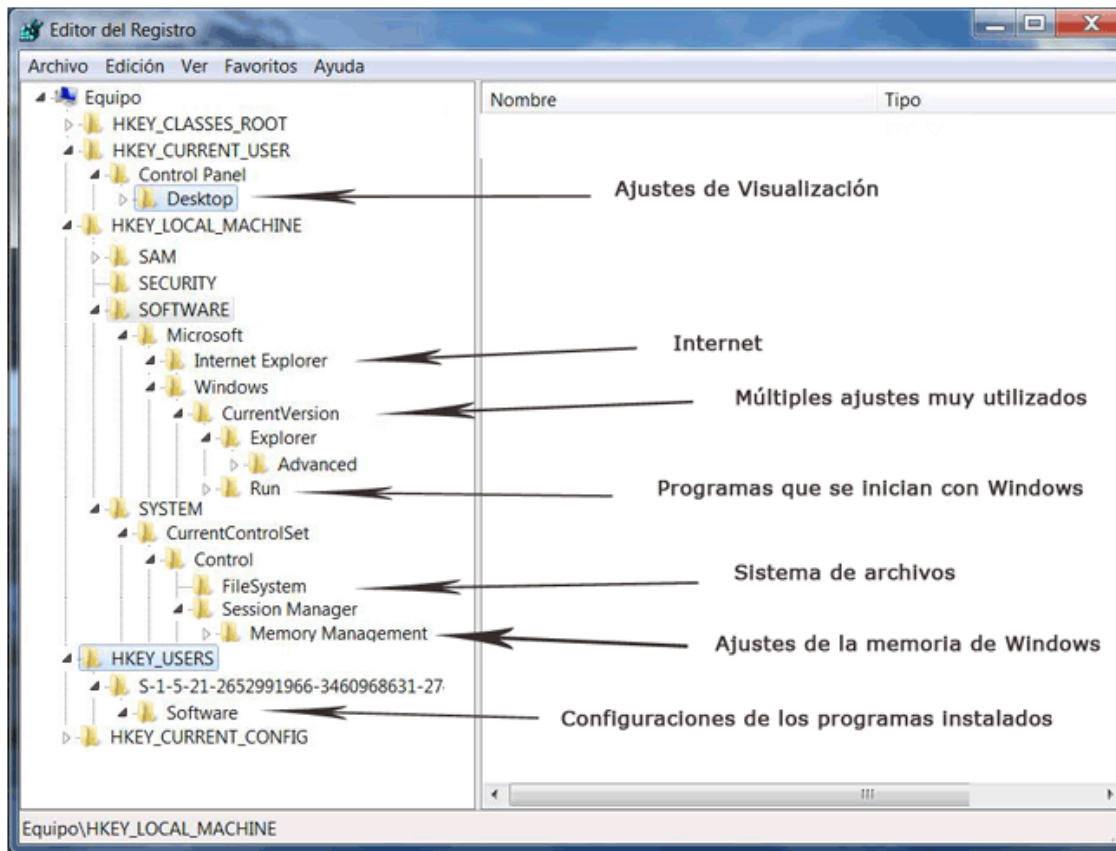 Editor del Registro
Archivo Edición Ver Favoritos Ayuda
Equipo
Nombre Tipo
HKEY_CLASSES_ROOT
HKEY_CURRENT_USER
Control Panel
Desktop
Ajustes de Visualización
HKEY_LOCAL_MACHINE
SAM
SECURITY
SOFTWARE
Microsoft
Internet Explorer
Internet
Windows
CurrentVersion
Múltiples ajustes muy utilizados
Explorer
Advanced
Run
Programas que se inician con Windows
SYSTEM
CurrentControlSet
Control
FileSystem
Sistema de archivos
Session Manager
Memory Management
Ajustes de la memoria de Windows
HKEY_USERS
S-1-5-21-2652991966-3460968631-27
Software
Configuraciones de los programas instalados
HKEY_CURRENT_CONFIG
Equipo\HKEY_LOCAL_MACHINE